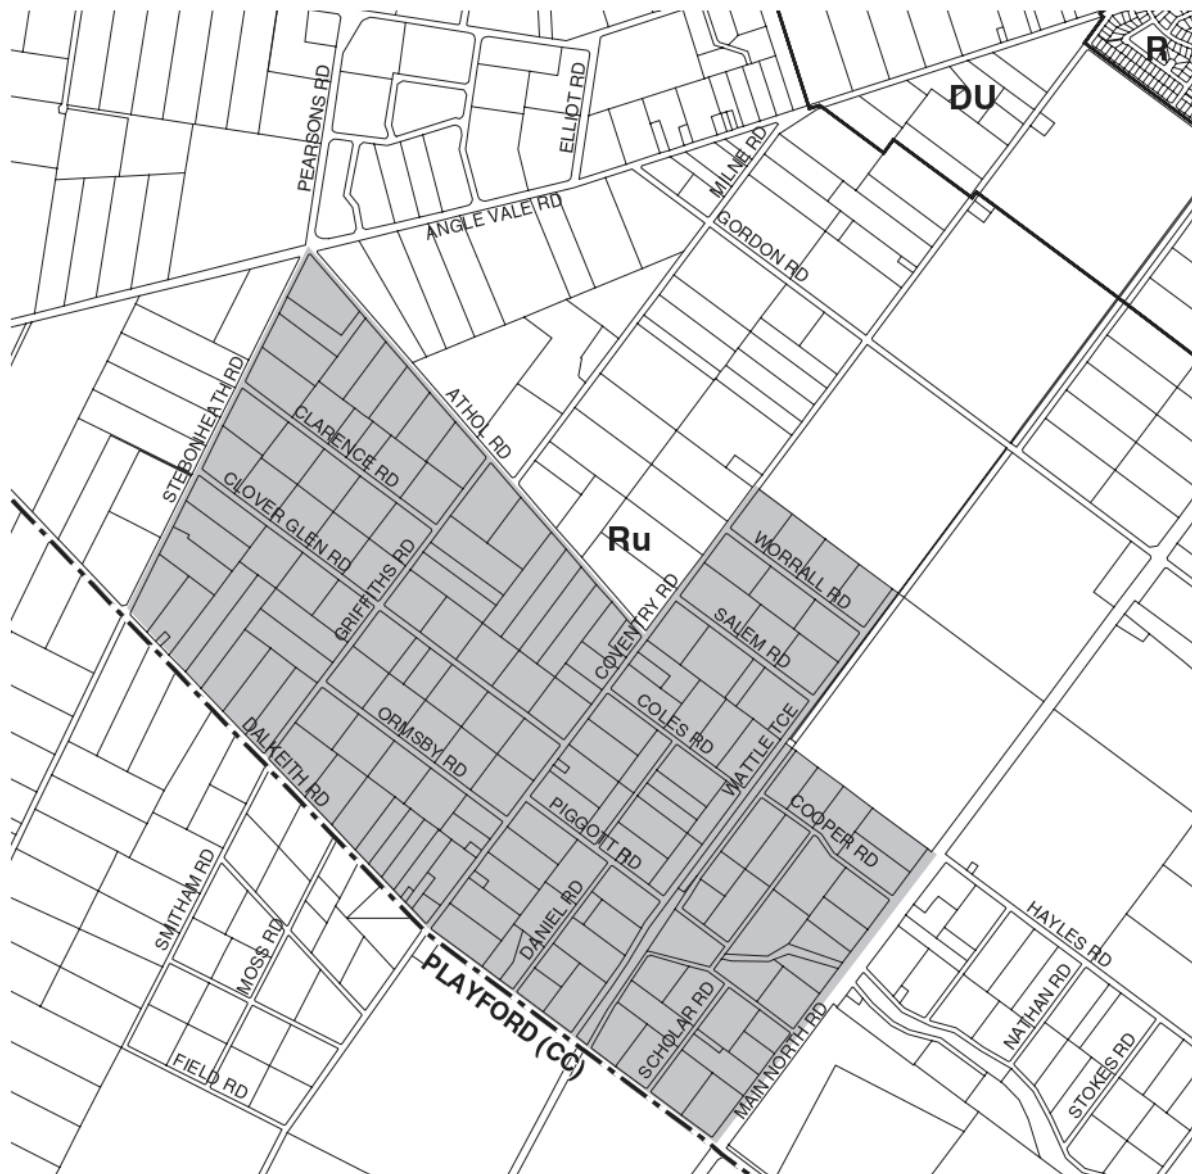 R
DU
PEARSONS RD
ELLIOT RD
MILNE RD
ANGLE VALE RD
GORDON RD
STEBONHEATH RD
ATHOL RD
CLARENCE RD
CLOVER GLEN RD
Ru
WORRALL RD
GRIFFITHS RD
COVENTRY RD
SALEM RD
COLES RD
WATTLE TCE
ORMSBY RD
DALKEITH RD
PIGGOTT RD
COOPER RD
SMITHAM RD
MOSS RD
DANIEL RD
HAYLES RD
PLAYFORD (CC)
NATHAN RD
SCHOLAR RD
MAIN NORTH RD
STOKES RD
FIELD RD